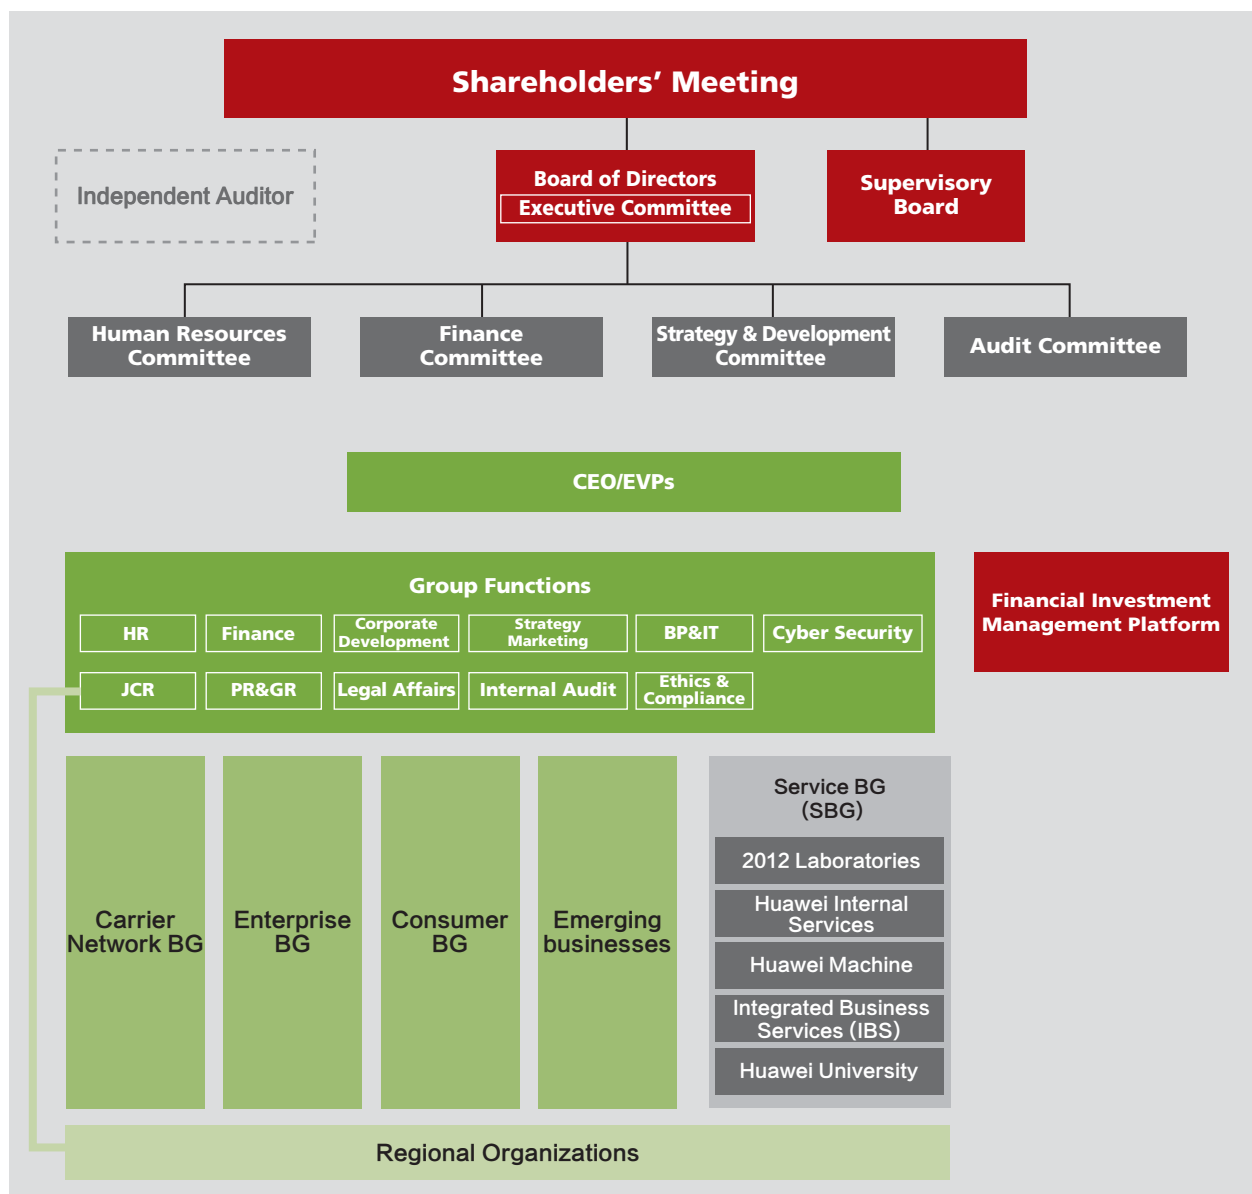 Shareholders’ Meeting
Independent Auditor
Board of Directors
Executive Committee
Supervisory
Board
Human Resources
Committee
Finance
Committee
Strategy & Development
Committee
Audit Committee
CEO/EVPs
Group Functions
HR
Finance
Corporate
Development
Strategy
Marketing
BP&IT
Cyber Security
JCR
PR&GR
Legal Affairs
Internal Audit
Ethics &
Compliance
Financial Investment
Management Platform
Carrier
Network BG
Enterprise
BG
Consumer
BG
Emerging
businesses
Service BG
(SBG)
2012 Laboratories
Huawei Internal
Services
Huawei Machine
Integrated Business
Services (IBS)
Huawei University
Regional Organizations